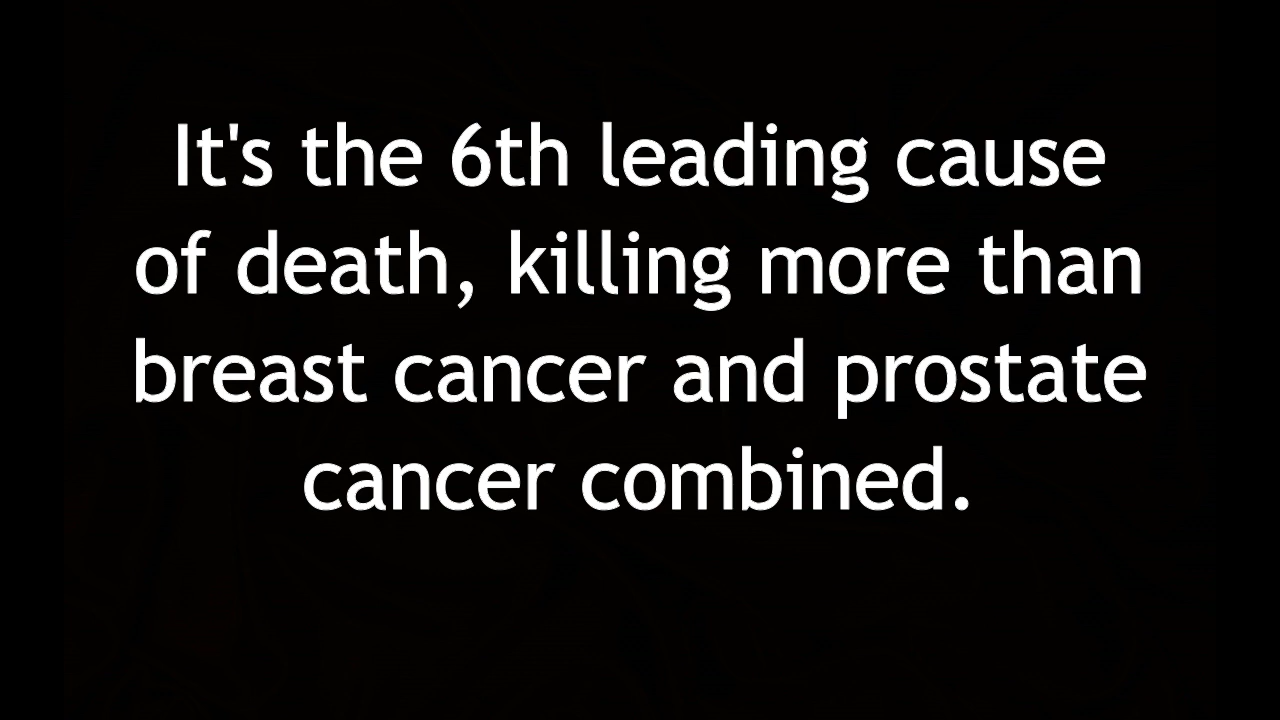 It's the 6th leading cause
of death, killing more than
breast cancer and prostate
cancer combined.